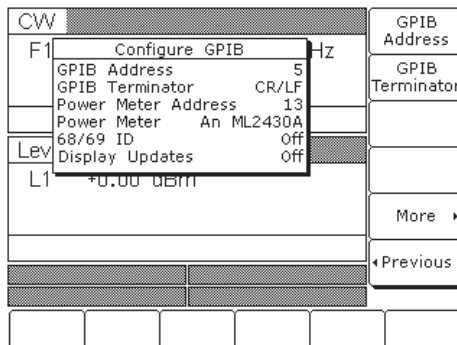 CW
F1 Hz
Configure GPIB
GPIB Address 5
GPIB Terminator CR/LF
Power Meter Address 13
Power Meter An ML2430A
68/69 ID Off
Display Updates Off
Lev
L1 +0.00 dBm
GPIB
Address
GPIB
Terminator
More
Previous